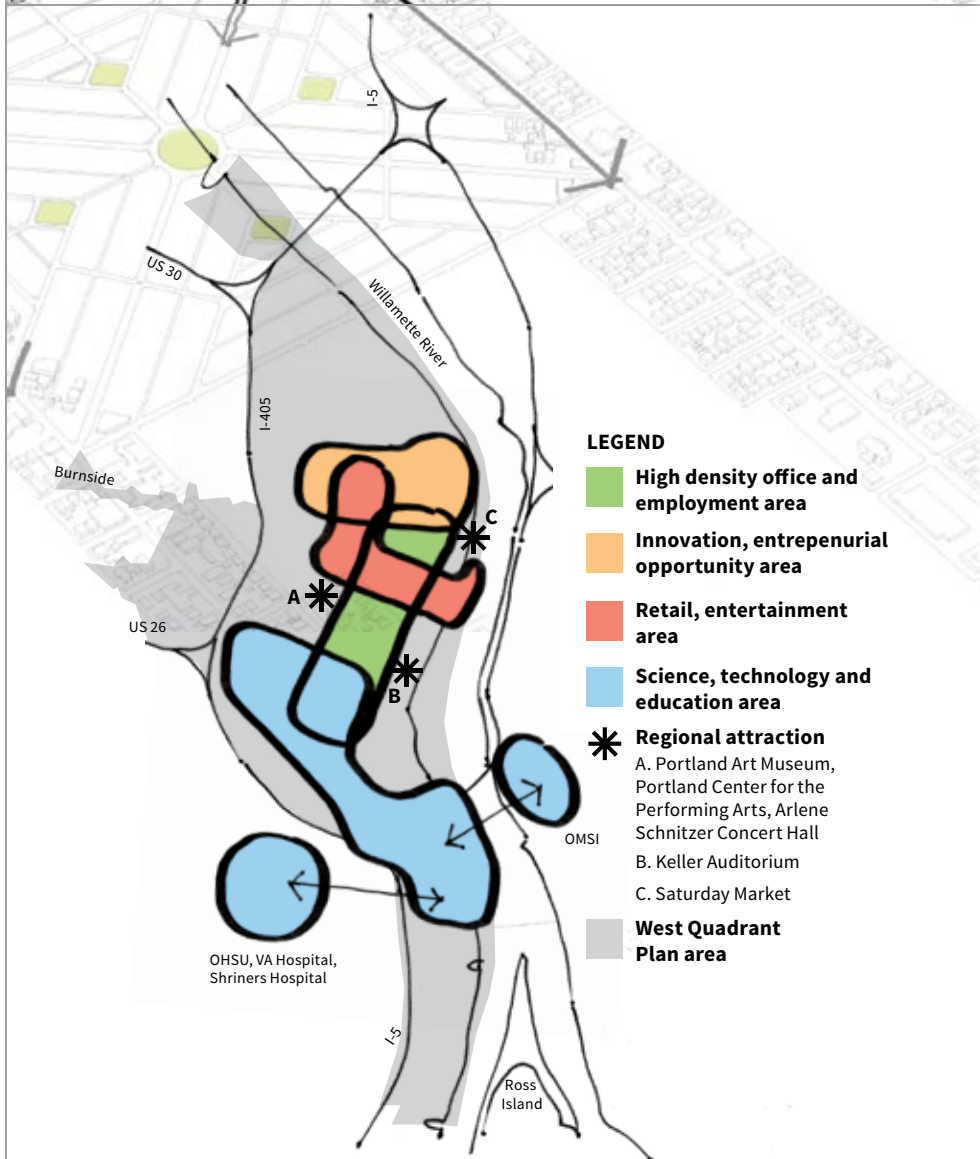 I-5
US 30
Willamette River
I-405
Burnside
US 26
A
B
C
OMSI
OHSU, VA Hospital,
Shriners Hospital
I-5
Ross
Island
LEGEND
High density office and
employment area
Innovation, entrepenurial
opportunity area
Retail, entertainment
area
Science, technology and
education area
Regional attraction
A. Portland Art Museum,
Portland Center for the
Performing Arts, Arlene
Schnitzer Concert Hall
B. Keller Auditorium
C. Saturday Market
West Quadrant
Plan area